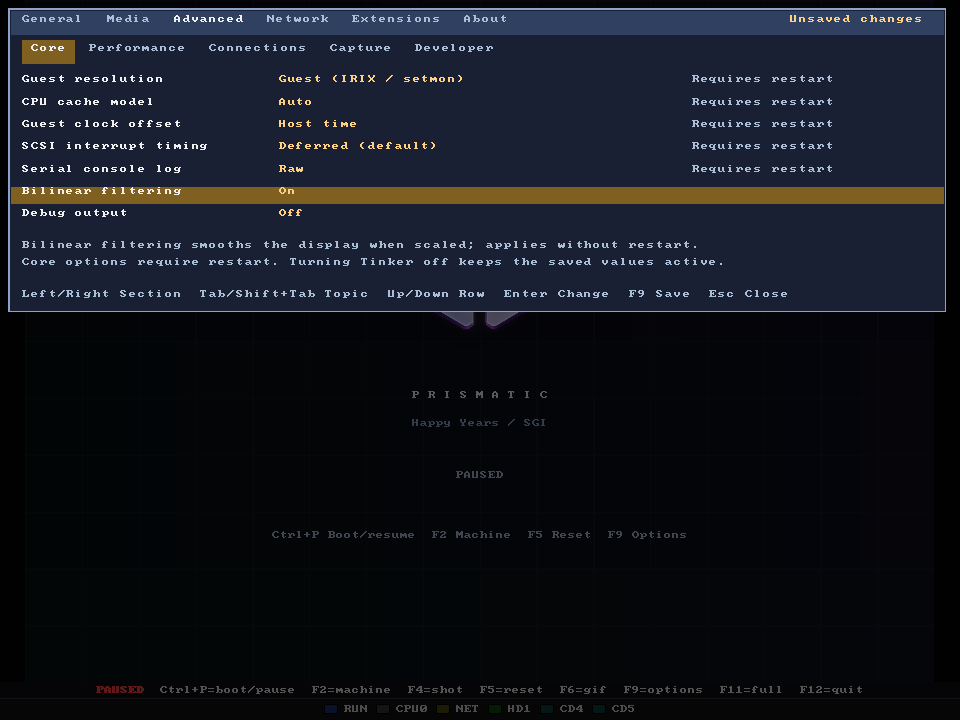 General Media Advanced Network Extensions About Unsaved changes
Core Performance Connections Capture Developer
Guest resolution Guest (IRIX / setmon) Requires restart
CPU cache model Auto Requires restart
Guest clock offset Host time Requires restart
SCSI interrupt timing Deferred (default) Requires restart
Serial console log Raw Requires restart
Bilinear filtering On
Debug output Off
Bilinear filtering smooths the display when scaled; applies without restart.
Core options require restart. Turning Tinker off keeps the saved values active.
Left/Right Section Tab/Shift+Tab Topic Up/Down Row Enter Change F9 Save Esc Close
P R I S M A T I C
Happy Years / SGI
PAUSED
Ctrl+P Boot/resume F2 Machine F5 Reset F9 Options
PAUSED Ctrl+P=boot/pause F2=machine F4=shot F5=reset F6=gif F9=options F11=full F12=quit
RUN CPU0 NET HD1 CD4 CD5